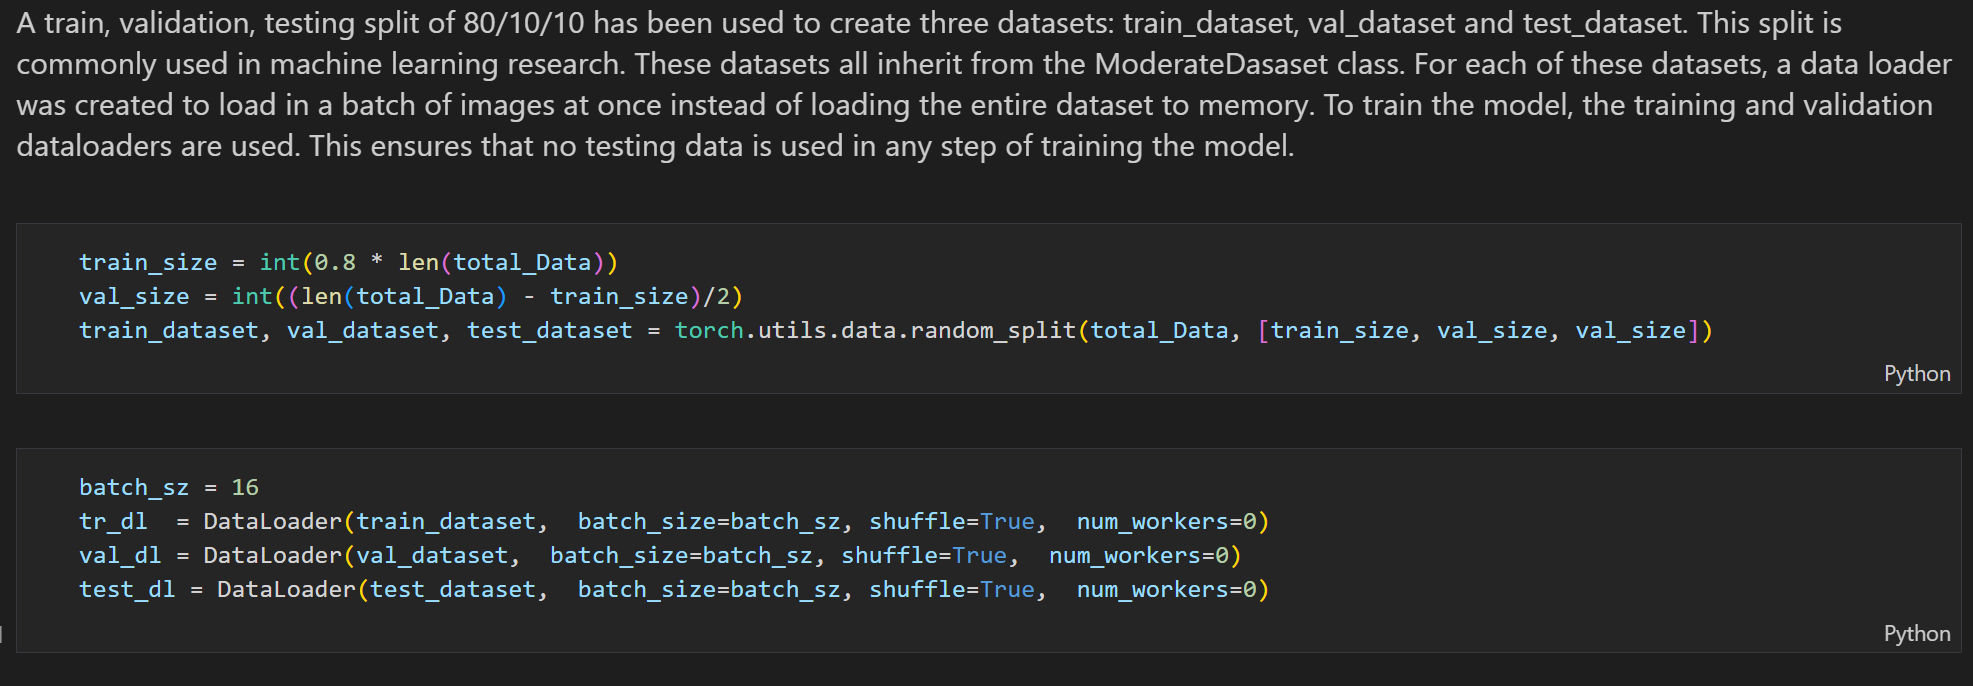 A train, validation, testing split of 80/10/10 has been used to create three datasets: train_dataset, val_dataset and test_dataset. This split is
commonly used in machine learning research. These datasets all inherit from the ModerateDasaset class. For each of these datasets, a data loader
was created to load in a batch of images at once instead of loading the entire dataset to memory. To train the model, the training and validation
dataloaders are used. This ensures that no testing data is used in any step of training the model.
train_size = int(0.8 * len(total_Data))
val_size = int((len(total_Data) - train_size)/2)
train_dataset, val_dataset, test_dataset = torch.utils.data.random_split(total_Data, [train_size, val_size, val_size])
Python
batch_sz = 16
tr_dl  = DataLoader(train_dataset,  batch_size=batch_sz, shuffle=True,  num_workers=0)
val_dl = DataLoader(val_dataset,  batch_size=batch_sz, shuffle=True,  num_workers=0)
test_dl = DataLoader(test_dataset,  batch_size=batch_sz, shuffle=True,  num_workers=0)
Python